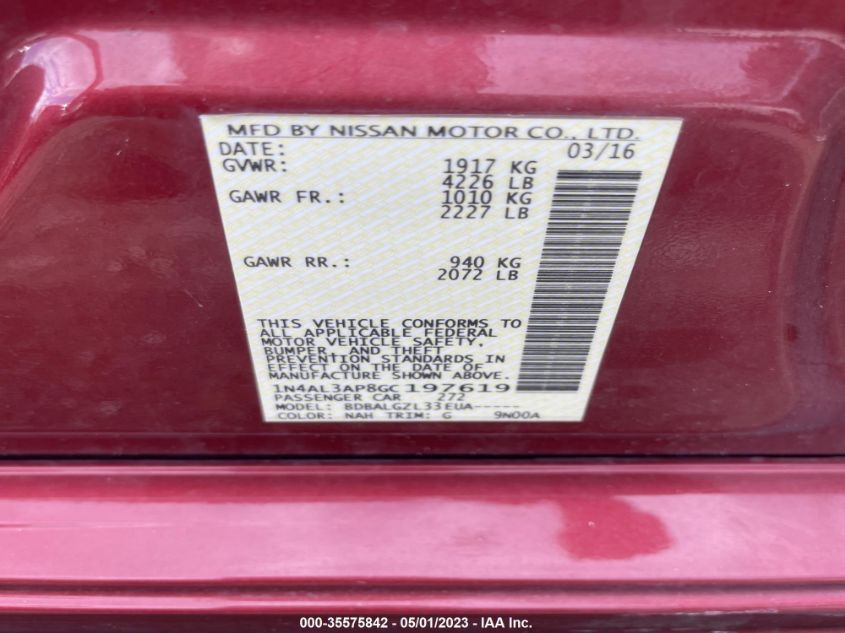 MFD BY NISSAN MOTOR CO., LTD.
DATE: 03/16
GVWR: 1917 KG
4226 LB
GAWR FR.: 1010 KG
2227 LB
GAWR RR.: 940 KG
2072 LB
THIS VEHICLE CONFORMS TO
ALL APPLICABLE FEDERAL
MOTOR VEHICLE SAFETY,
BUMPER, AND THEFT
PREVENTION STANDARDS IN
EFFECT ON THE DATE OF
MANUFACTURE SHOWN ABOVE.
1N4AL3AP8GC197619
PASSENGER CAR 272
MODEL: BDBALGZL33EUA-----
COLOR: NAH TRIM: G 9N00A
000-35575842 - 05/01/2023 - IAA Inc.